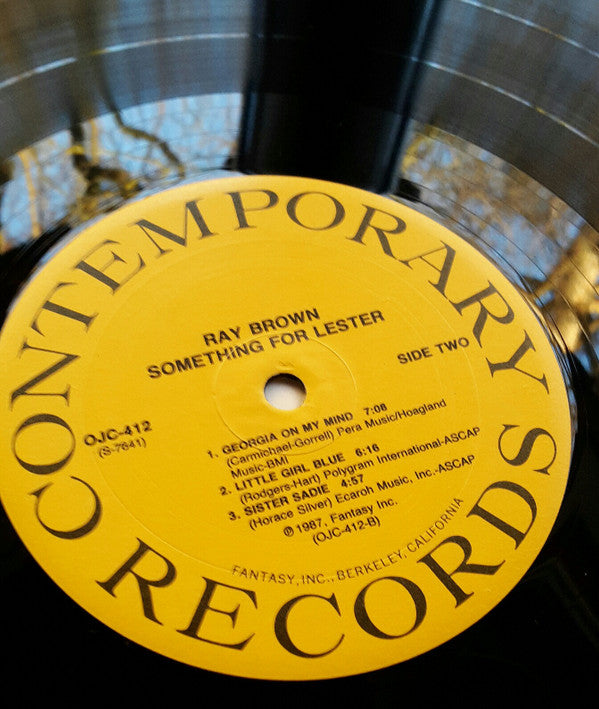 CONTEMPORARY
RECORDS
RAY BROWN
SOMETHING FOR LESTER
SIDE TWO
OJC-412
(S-7641)
1. GEORGIA ON MY MIND 7:08
(Carmichael-Gorrell) Pera Music/Hoagland
Music-BMI
2. LITTLE GIRL BLUE 6:16
(Rodgers-Hart) Polygram International-ASCAP
3. SISTER SADIE 4:57
(Horace Silver) Ecaroh Music, Inc.-ASCAP
℗ 1987, Fantasy Inc.
(OJC-412-B)
FANTASY, INC., BERKELEY, CALIFORNIA